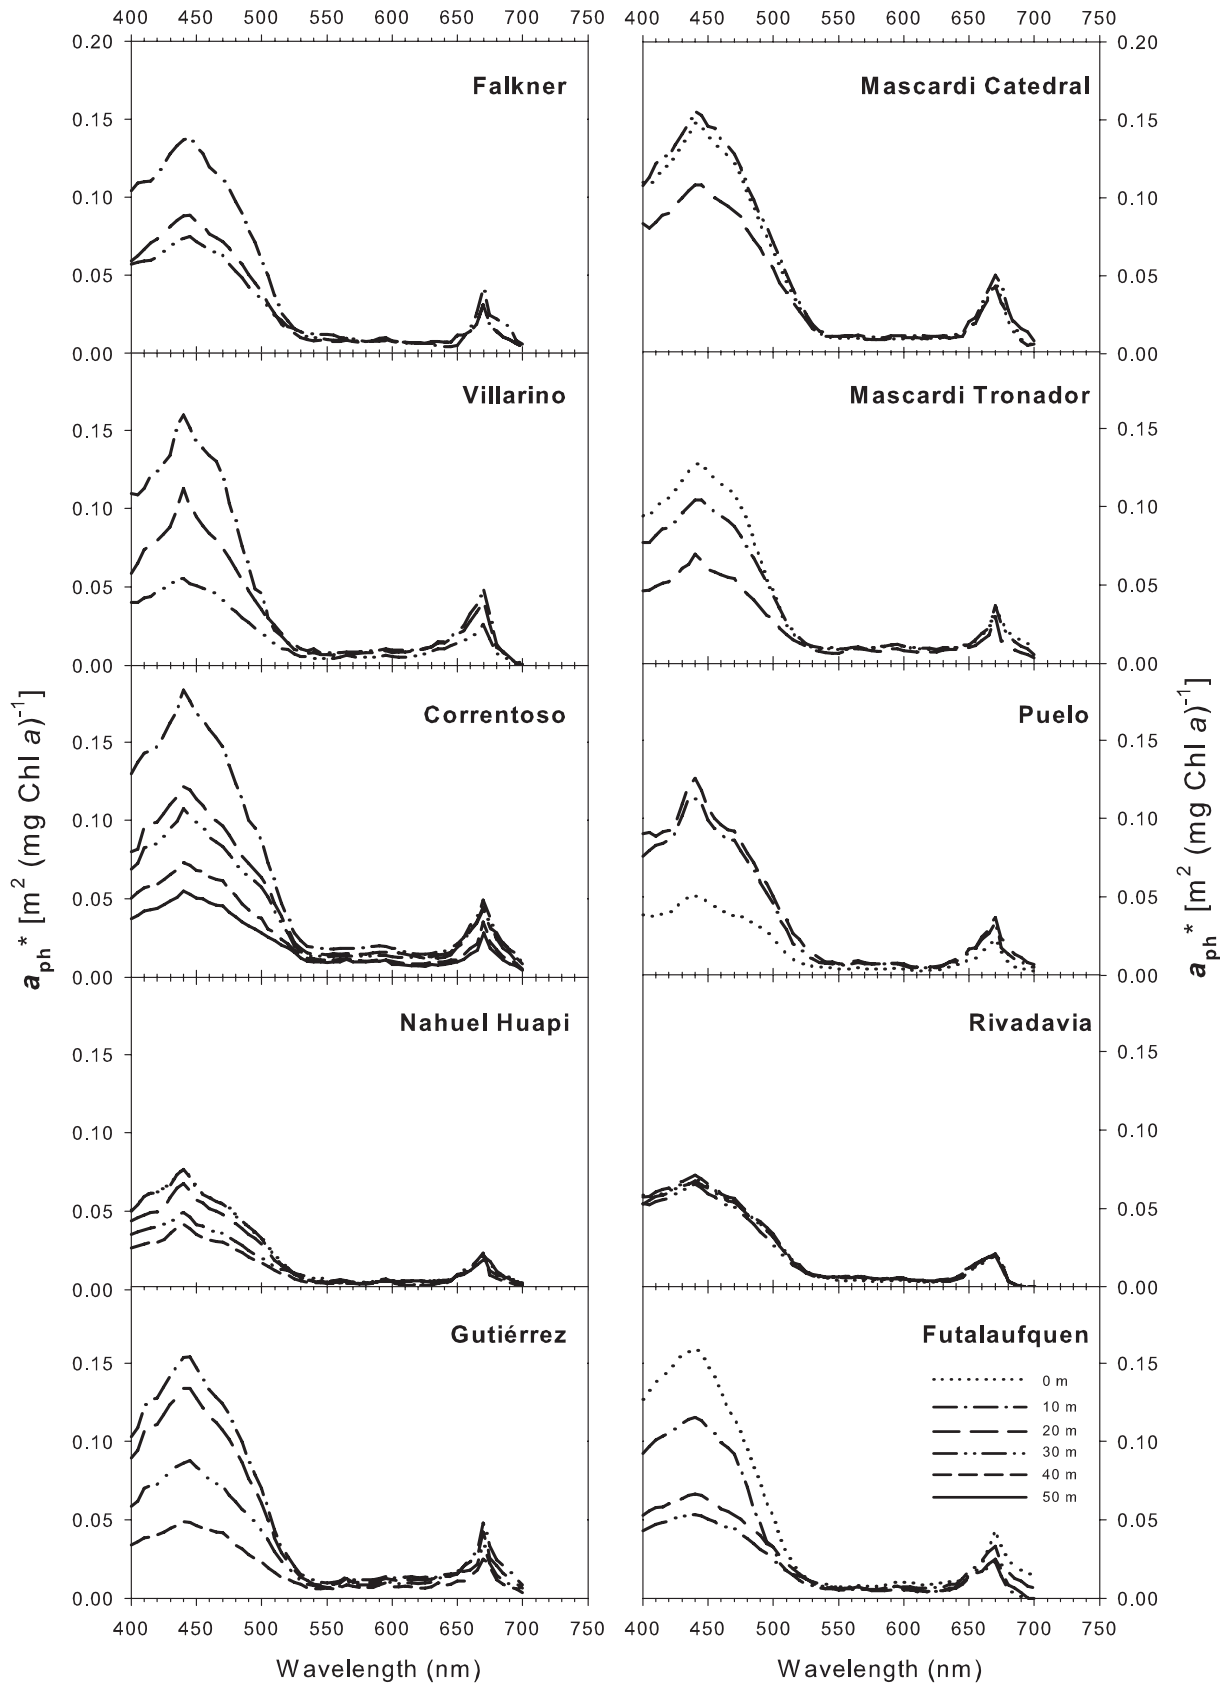 400 450 500 550 600 650 700 750
400 450 500 550 600 650 700 750
0.20
0.15
0.10
0.05
0.00
Falkner
Mascardi Catedral
0.20
0.15
0.10
0.05
0.00
0.15
0.10
0.05
0.00
Villarino
Mascardi Tronador
0.15
0.10
0.05
0.00
0.15
0.10
0.05
0.00
Correntoso
Puelo
0.15
0.10
0.05
0.00
aph* [m2 (mg Chl a)-1]
aph* [m2 (mg Chl a)-1]
0.15
0.10
0.05
0.00
Nahuel Huapi
Rivadavia
0.15
0.10
0.05
0.00
0.15
0.10
0.05
0.00
Gutiérrez
Futalaufquen
0 m
10 m
20 m
30 m
40 m
50 m
0.15
0.10
0.05
0.00
400 450 500 550 600 650 700 750
400 450 500 550 600 650 700 750
Wavelength (nm)
Wavelength (nm)